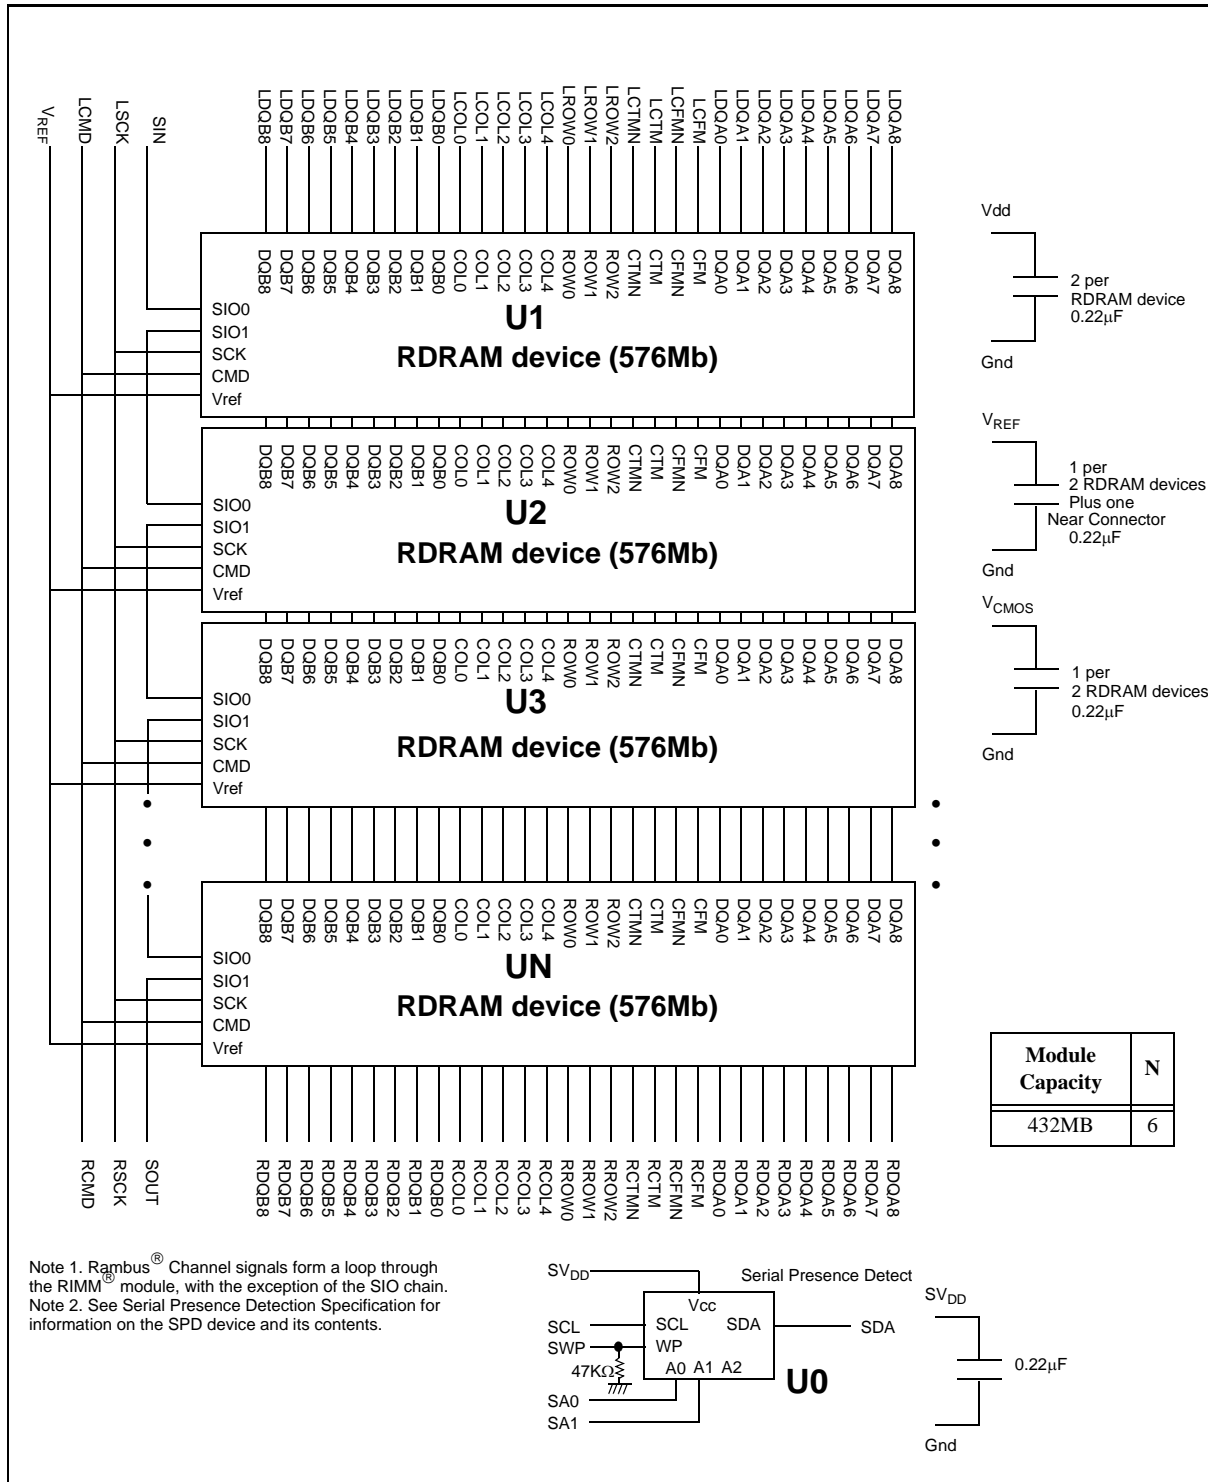 VREF
LCMD
LSCK
SIN
LDQB8
LDQB7
LDQB6
LDQB5
LDQB4
LDQB3
LDQB2
LDQB1
LDQB0
LCOL0
LCOL1
LCOL2
LCOL3
LCOL4
LROW0
LROW1
LROW2
LCTMN
LCTM
LCFMN
LCFM
LDQA0
LDQA1
LDQA2
LDQA3
LDQA4
LDQA5
LDQA6
LDQA7
LDQA8
DQB8
DQB7
DQB6
DQB5
DQB4
DQB3
DQB2
DQB1
DQB0
COL0
COL1
COL2
COL3
COL4
ROW0
ROW1
ROW2
CTMN
CTM
CFMN
CFM
DQA0
DQA1
DQA2
DQA3
DQA4
DQA5
DQA6
DQA7
DQA8
SIO0
SIO1
SCK
CMD
Vref
U1
RDRAM device (576Mb)
DQB8
DQB7
DQB6
DQB5
DQB4
DQB3
DQB2
DQB1
DQB0
COL0
COL1
COL2
COL3
COL4
ROW0
ROW1
ROW2
CTMN
CTM
CFMN
CFM
DQA0
DQA1
DQA2
DQA3
DQA4
DQA5
DQA6
DQA7
DQA8
SIO0
SIO1
SCK
CMD
Vref
U2
RDRAM device (576Mb)
DQB8
DQB7
DQB6
DQB5
DQB4
DQB3
DQB2
DQB1
DQB0
COL0
COL1
COL2
COL3
COL4
ROW0
ROW1
ROW2
CTMN
CTM
CFMN
CFM
DQA0
DQA1
DQA2
DQA3
DQA4
DQA5
DQA6
DQA7
DQA8
SIO0
SIO1
SCK
CMD
Vref
U3
RDRAM device (576Mb)
DQB8
DQB7
DQB6
DQB5
DQB4
DQB3
DQB2
DQB1
DQB0
COL0
COL1
COL2
COL3
COL4
ROW0
ROW1
ROW2
CTMN
CTM
CFMN
CFM
DQA0
DQA1
DQA2
DQA3
DQA4
DQA5
DQA6
DQA7
DQA8
SIO0
SIO1
SCK
CMD
Vref
UN
RDRAM device (576Mb)
RCMD
RSCK
SOUT
RDQB8
RDQB7
RDQB6
RDQB5
RDQB4
RDQB3
RDQB2
RDQB1
RDQB0
RCOL0
RCOL1
RCOL2
RCOL3
RCOL4
RROW0
RROW1
RROW2
RCTMN
RCTM
RCFMN
RCFM
RDQA0
RDQA1
RDQA2
RDQA3
RDQA4
RDQA5
RDQA6
RDQA7
RDQA8
Vdd
2 per
RDRAM device
0.22µF
Gnd
VREF
1 per
2 RDRAM devices
Plus one
Near Connector
0.22µF
Gnd
VCMOS
1 per
2 RDRAM devices
0.22µF
Gnd
Module Capacity N
432MB 6
Note 1. Rambus® Channel signals form a loop through
the RIMM® module, with the exception of the SIO chain.
Note 2. See Serial Presence Detection Specification for
information on the SPD device and its contents.
SVDD
Serial Presence Detect
Vcc
SCL SCL SDA SDA
SWP WP
47KΩ
A0 A1 A2
U0
SA0
SA1
SVDD
0.22µF
Gnd